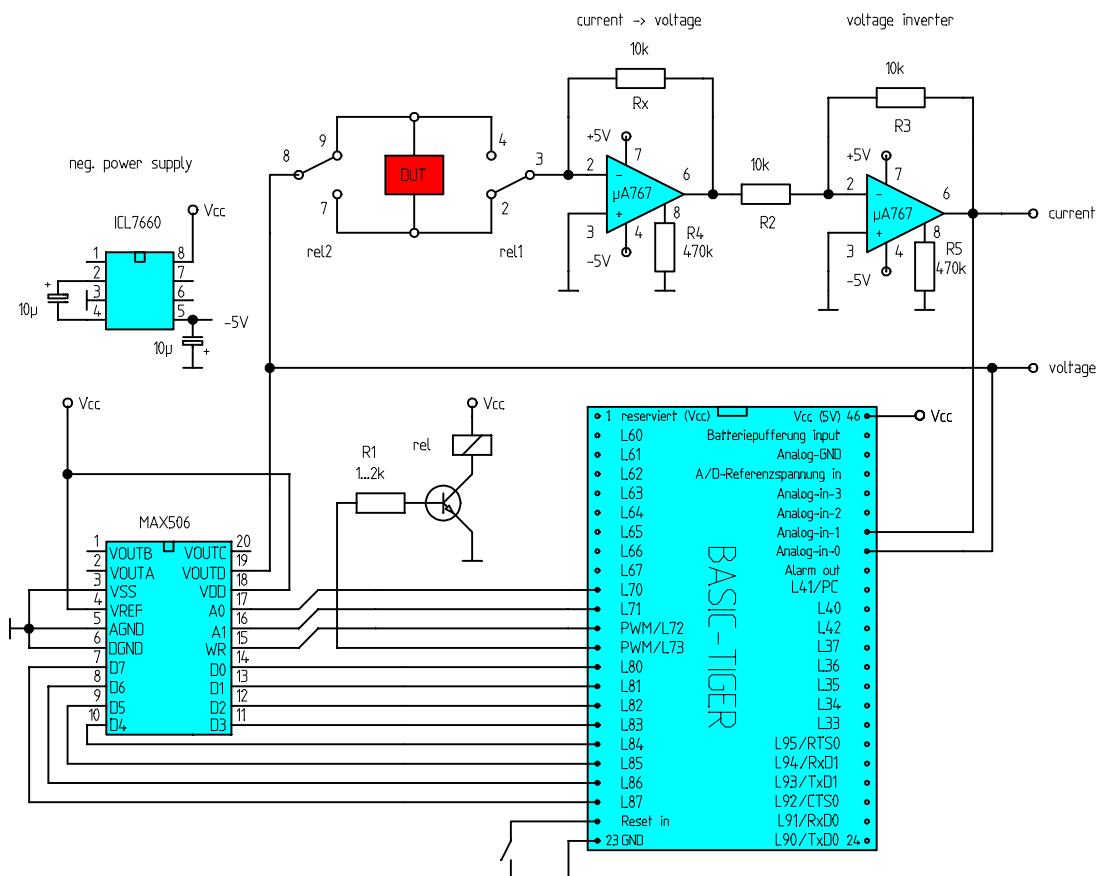 current -> voltage
voltage inverter
10k
Rx
10k
R3
neg. power supply
ICL7660
Vcc
1
2
3
4
8
7
6
5
+
10µ
-5V
10µ
+
8
9
7
rel2
DUT
4
3
2
rel1
+5V
7
2
-
µA767
+
3
6
8
4
-5V
R4
470k
10k
R2
+5V
7
2
-
µA767
+
3
6
8
4
-5V
R5
470k
current
voltage
Vcc
MAX506
1 VOUTB
2 VOUTA
3 VSS
4 VREF
5 AGND
6 DGND
7 D7
8 D6
9 D5
10 D4
VOUTC 20
VOUTD 19
VDD 18
A0 17
A1 16
WR 15
D0 14
D1 13
D2 12
D3 11
R1
1...2k
rel
Vcc
BASIC-TIGER
1 reserviert (Vcc)
L60
L61
L62
L63
L64
L65
L66
L67
L70
L71
PWM/L72
PWM/L73
L80
L81
L82
L83
L84
L85
L86
L87
Reset in
23 GND
Vcc (5V) 46
Vcc
Batteriepufferung input
Analog-GND
A/D-Referenzspannung in
Analog-in-3
Analog-in-2
Analog-in-1
Analog-in-0
Alarm out
L41/PC
L40
L42
L37
L36
L35
L34
L33
L95/RTS0
L94/RxD1
L93/TxD1
L92/CTS0
L91/RxD0
L90/TxD0 24